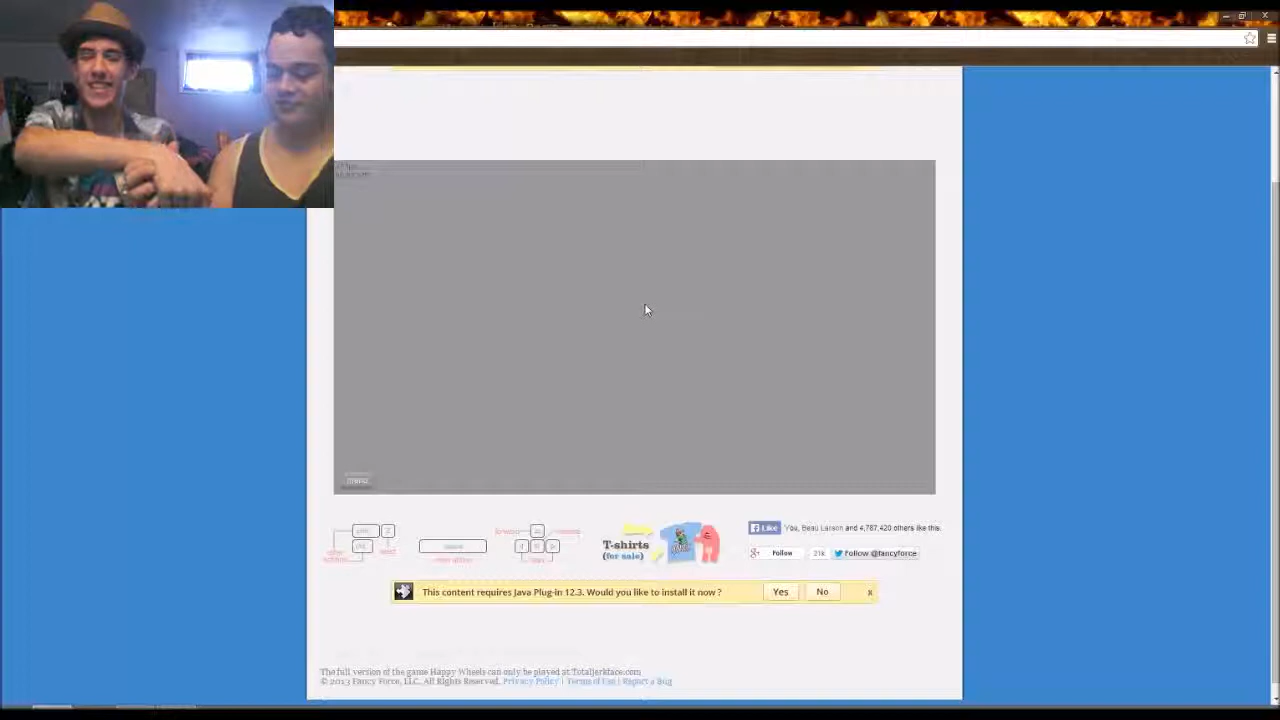 menu
T-shirts
(for sale)
Like
You, Beau Larson and 4,787,420 others like this.
Follow
21k
Follow @fancyforce
This content requires Java Plug-in 12.3. Would you like to install it now ?
Yes
No
x
The full version of the game Happy Wheels can only be played at Totaljerkface.com
© 2013 Fancy Force, LLC. All Rights Reserved. Privacy Policy | Terms of Use | Report a Bug